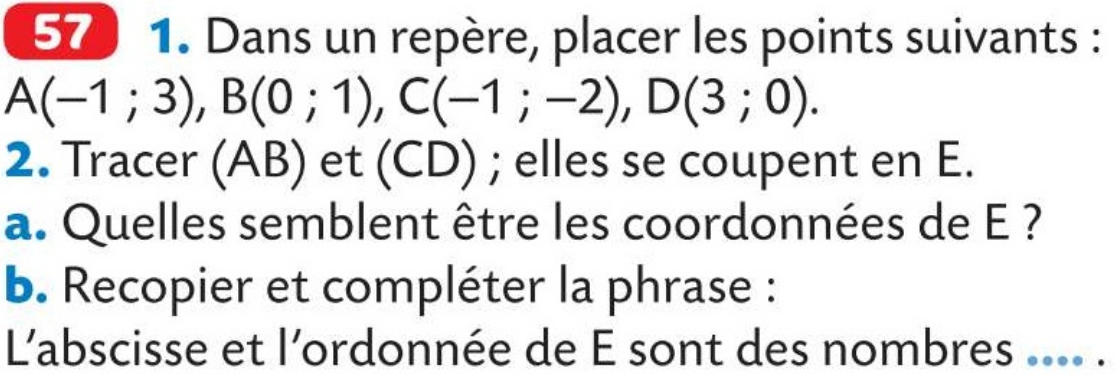 57 1. Dans un repère, placer les points suivants :
A(–1 ; 3), B(0 ; 1), C(–1 ; –2), D(3 ; 0).
2. Tracer (AB) et (CD) ; elles se coupent en E.
a. Quelles semblent être les coordonnées de E ?
b. Recopier et compléter la phrase :
L’abscisse et l’ordonnée de E sont des nombres .... .